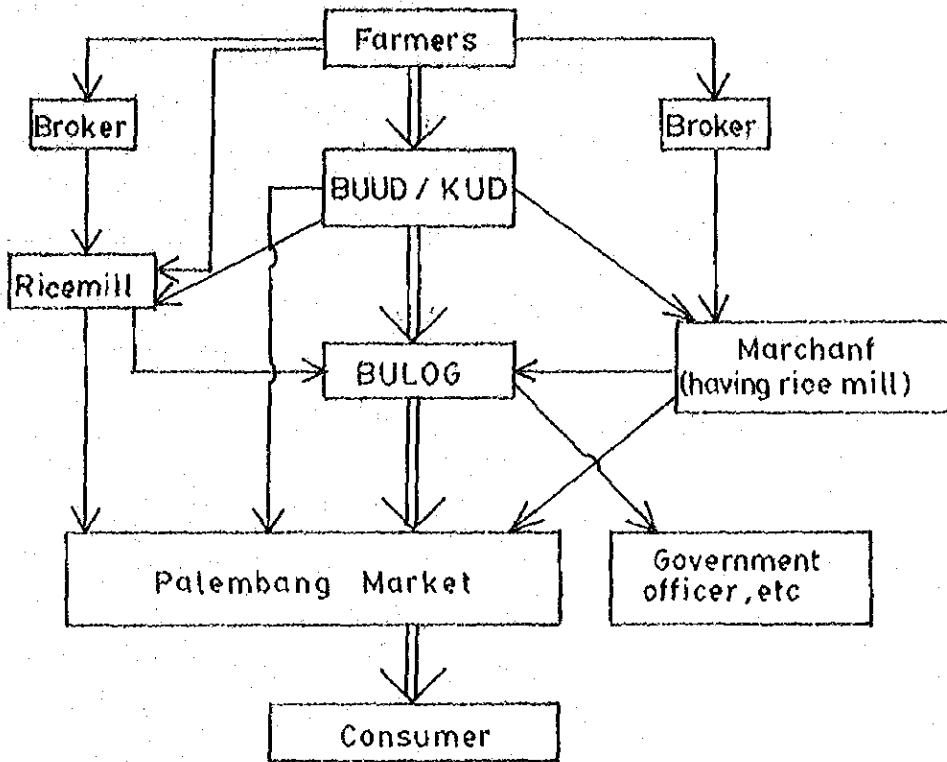 Farmers
Broker
Broker
BUUD / KUD
Ricemill
Marchanf
(having rice mill)
BULOG
Palembang Market
Government
officer, etc
Consumer